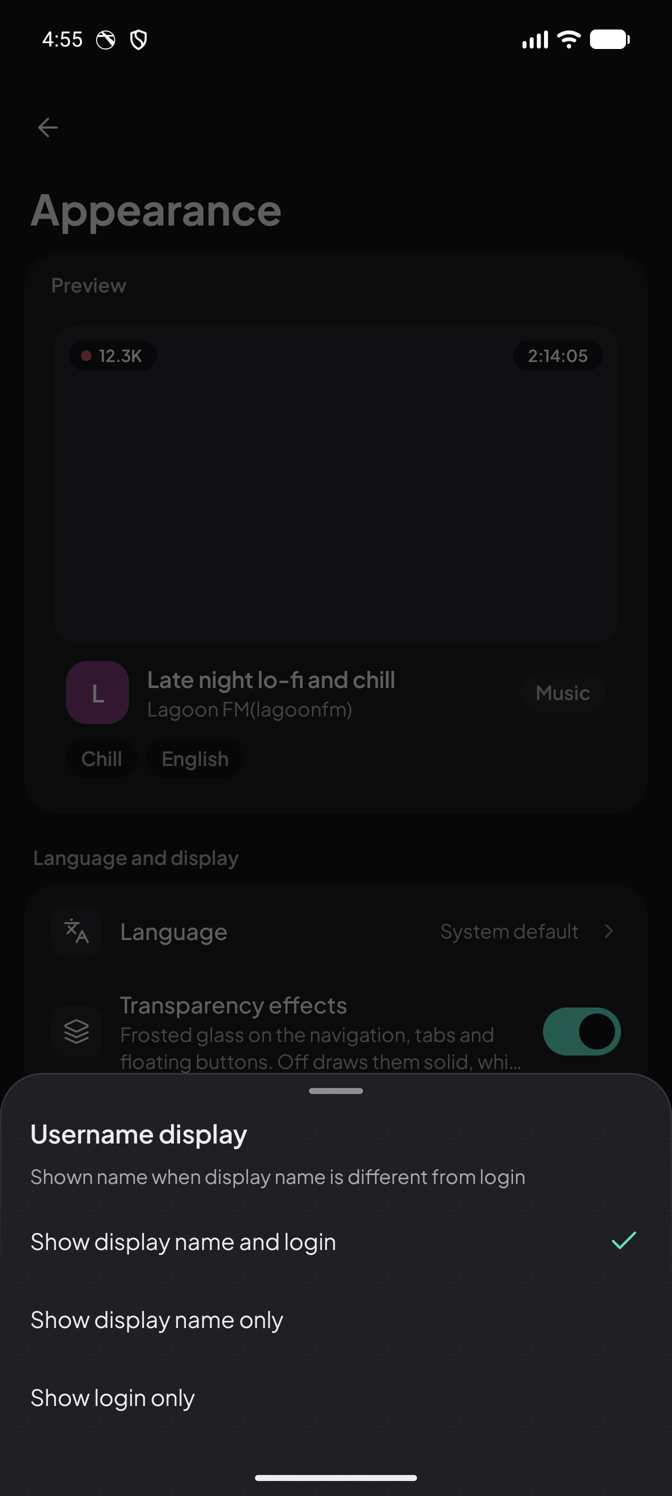 4:55
Appearance
Preview
12.3K
2:14:05
L
Late night lo-fi and chill
Lagoon FM(lagoonfm)
Music
Chill
English
Language and display
Language
System default
Transparency effects
Frosted glass on the navigation, tabs and
floating buttons. Off draws them solid, whi...
Username display
Shown name when display name is different from login
Show display name and login
Show display name only
Show login only